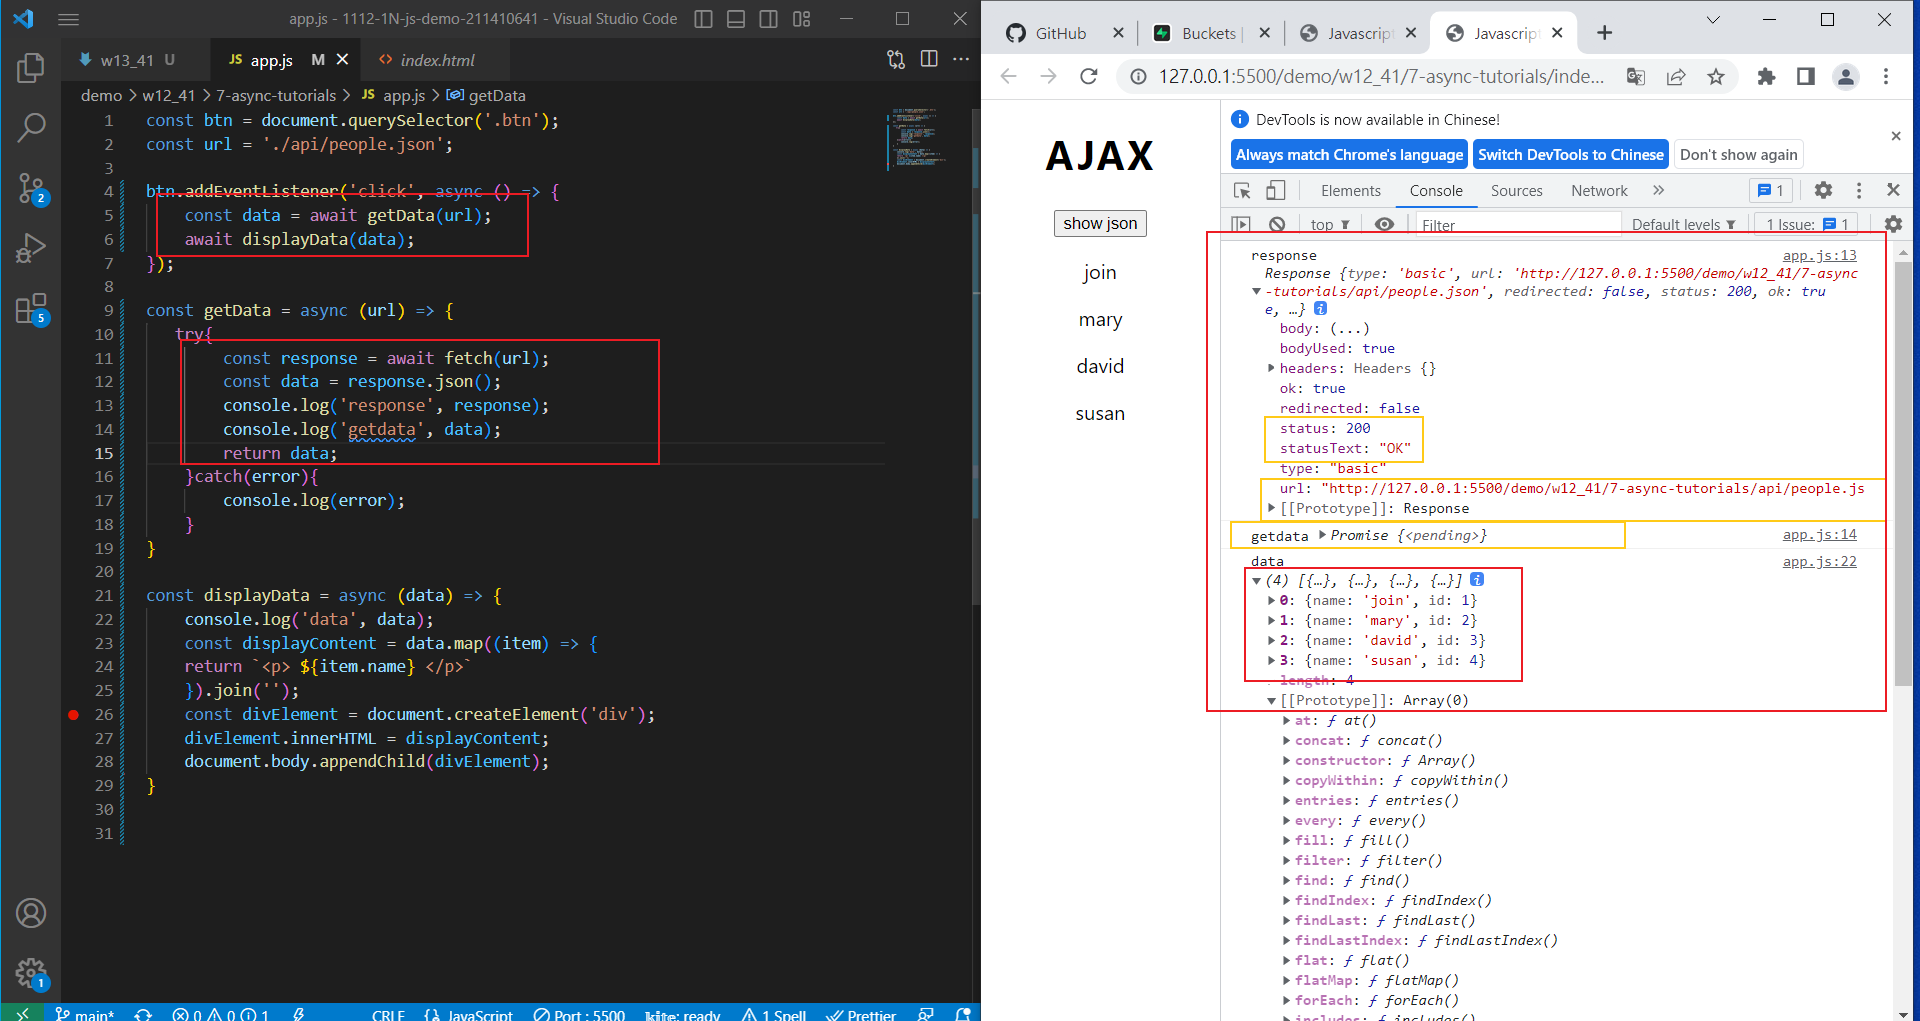 app.js - 1112-1N-js-demo-211410641 - Visual Studio Code
w13_41 U
JS app.js M
<> index.html
demo > w12_41 > 7-async-tutorials > JS app.js > getData
1 const btn = document.querySelector('.btn');
2 const url = './api/people.json';
3
4 btn.addEventListener('click', async () => {
5 const data = await getData(url);
6 await displayData(data);
7 });
8
9 const getData = async (url) => {
10 try{
11 const response = await fetch(url);
12 const data = response.json();
13 console.log('response', response);
14 console.log('getdata', data);
15 return data;
16 }catch(error){
17 console.log(error);
18 }
19 }
20
21 const displayData = async (data) => {
22 console.log('data', data);
23 const displayContent = data.map((item) => {
24 return `<p> ${item.name} </p>`
25 }).join('');
26 const divElement = document.createElement('div');
27 divElement.innerHTML = displayContent;
28 document.body.appendChild(divElement);
29 }
30
31
2
5
1
main* 0 0 1 CRLF {} JavaScript Port : 5500 kite: ready 1 Spell Prettier
GitHub
Buckets |
Javascrip
Javascrip
127.0.0.1:5500/demo/w12_41/7-async-tutorials/inde...
AJAX
show json
join
mary
david
susan
DevTools is now available in Chinese!
Always match Chrome's language
Switch DevTools to Chinese
Don't show again
Elements Console Sources Network » 1
top Filter Default levels 1 Issue: 1
response app.js:13
Response {type: 'basic', url: 'http://127.0.0.1:5500/demo/w12_41/7-async
-tutorials/api/people.json', redirected: false, status: 200, ok: tru
e, …}
body: (...)
bodyUsed: true
headers: Headers {}
ok: true
redirected: false
status: 200
statusText: "OK"
type: "basic"
url: "http://127.0.0.1:5500/demo/w12_41/7-async-tutorials/api/people.js
[[Prototype]]: Response
getdata Promise {<pending>} app.js:14
data app.js:22
(4) [{…}, {…}, {…}, {…}]
0: {name: 'join', id: 1}
1: {name: 'mary', id: 2}
2: {name: 'david', id: 3}
3: {name: 'susan', id: 4}
length: 4
[[Prototype]]: Array(0)
at: ƒ at()
concat: ƒ concat()
constructor: ƒ Array()
copyWithin: ƒ copyWithin()
entries: ƒ entries()
every: ƒ every()
fill: ƒ fill()
filter: ƒ filter()
find: ƒ find()
findIndex: ƒ findIndex()
findLast: ƒ findLast()
findLastIndex: ƒ findLastIndex()
flat: ƒ flat()
flatMap: ƒ flatMap()
forEach: ƒ forEach()
includes: ƒ includes()